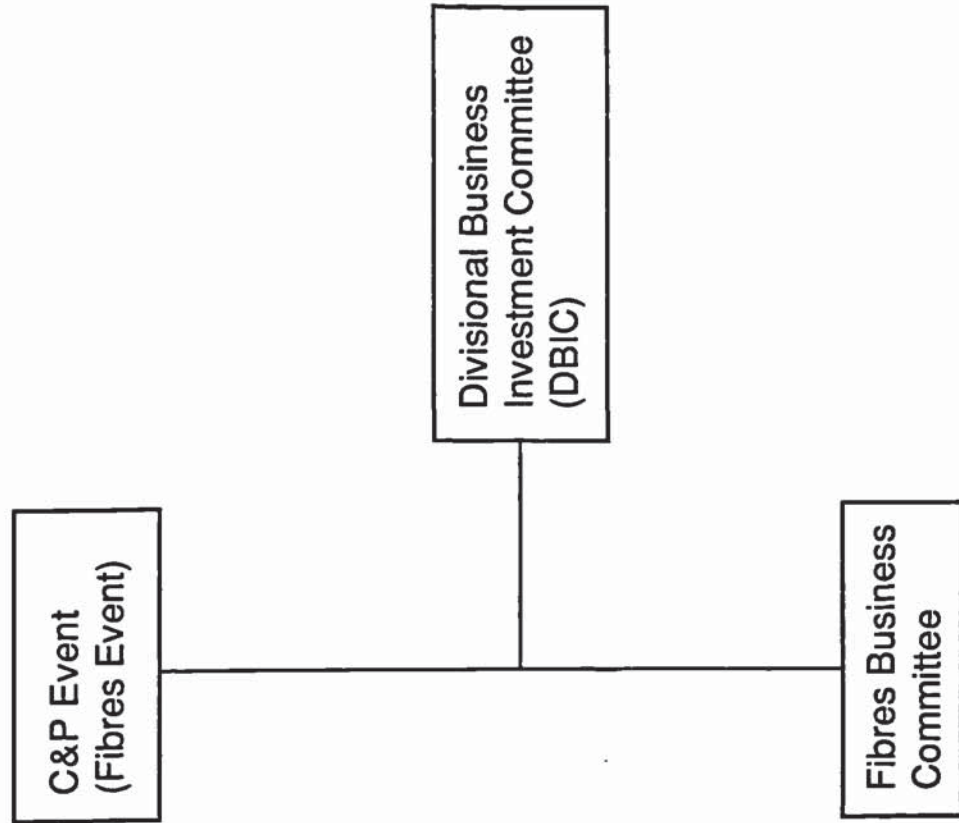 C&P Event
(Fibres Event)
Divisional Business
Investment Committee
(DBIC)
Fibres Business
Committee